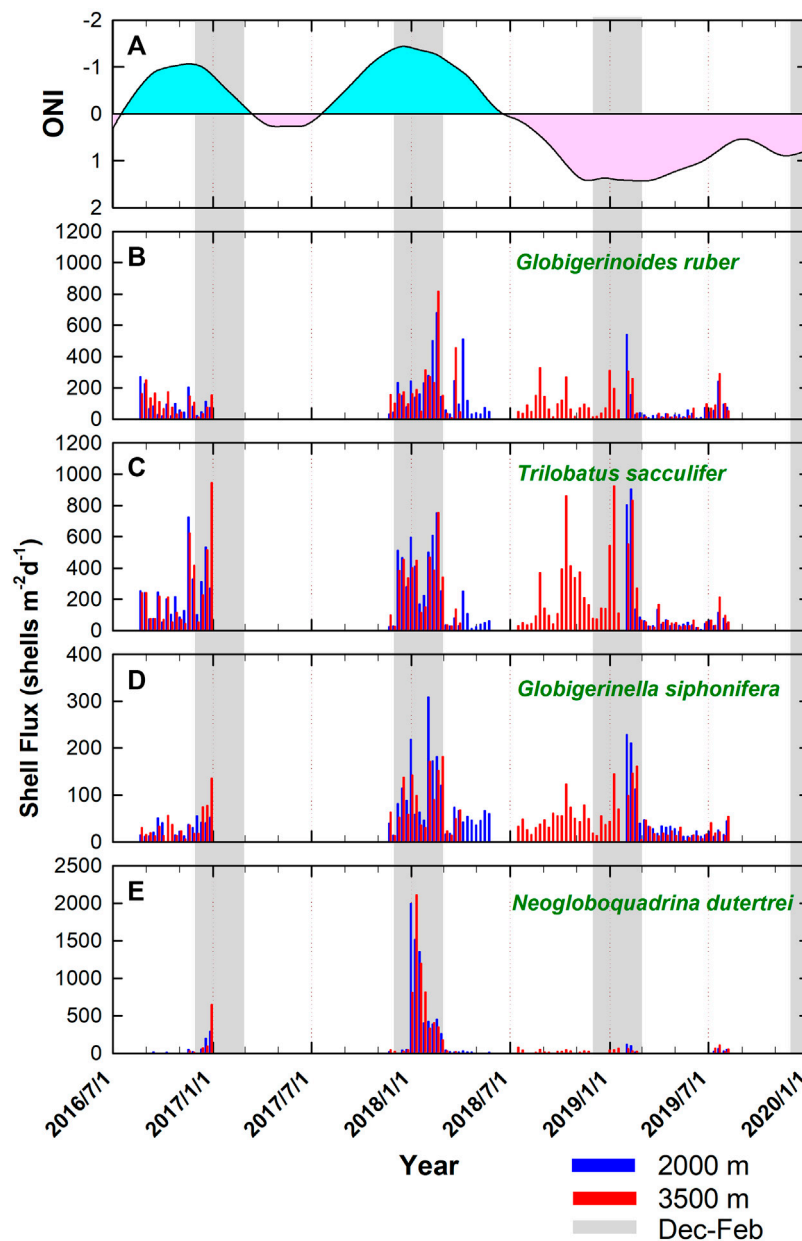 A
ONI
-2
-1
0
1
2
B
Globigerinoides ruber
1200
1000
800
600
400
200
0
C
Trilobatus sacculifer
1200
1000
800
600
400
200
0
Shell Flux (shells m-2d-1)
D
Globigerinella siphonifera
400
300
200
100
0
E
Neogloboquadrina dutertrei
2500
2000
1500
1000
500
0
2016/7/1
2017/1/1
2017/7/1
2018/1/1
2018/7/1
2019/1/1
2019/7/1
2020/1/1
Year
2000 m
3500 m
Dec-Feb